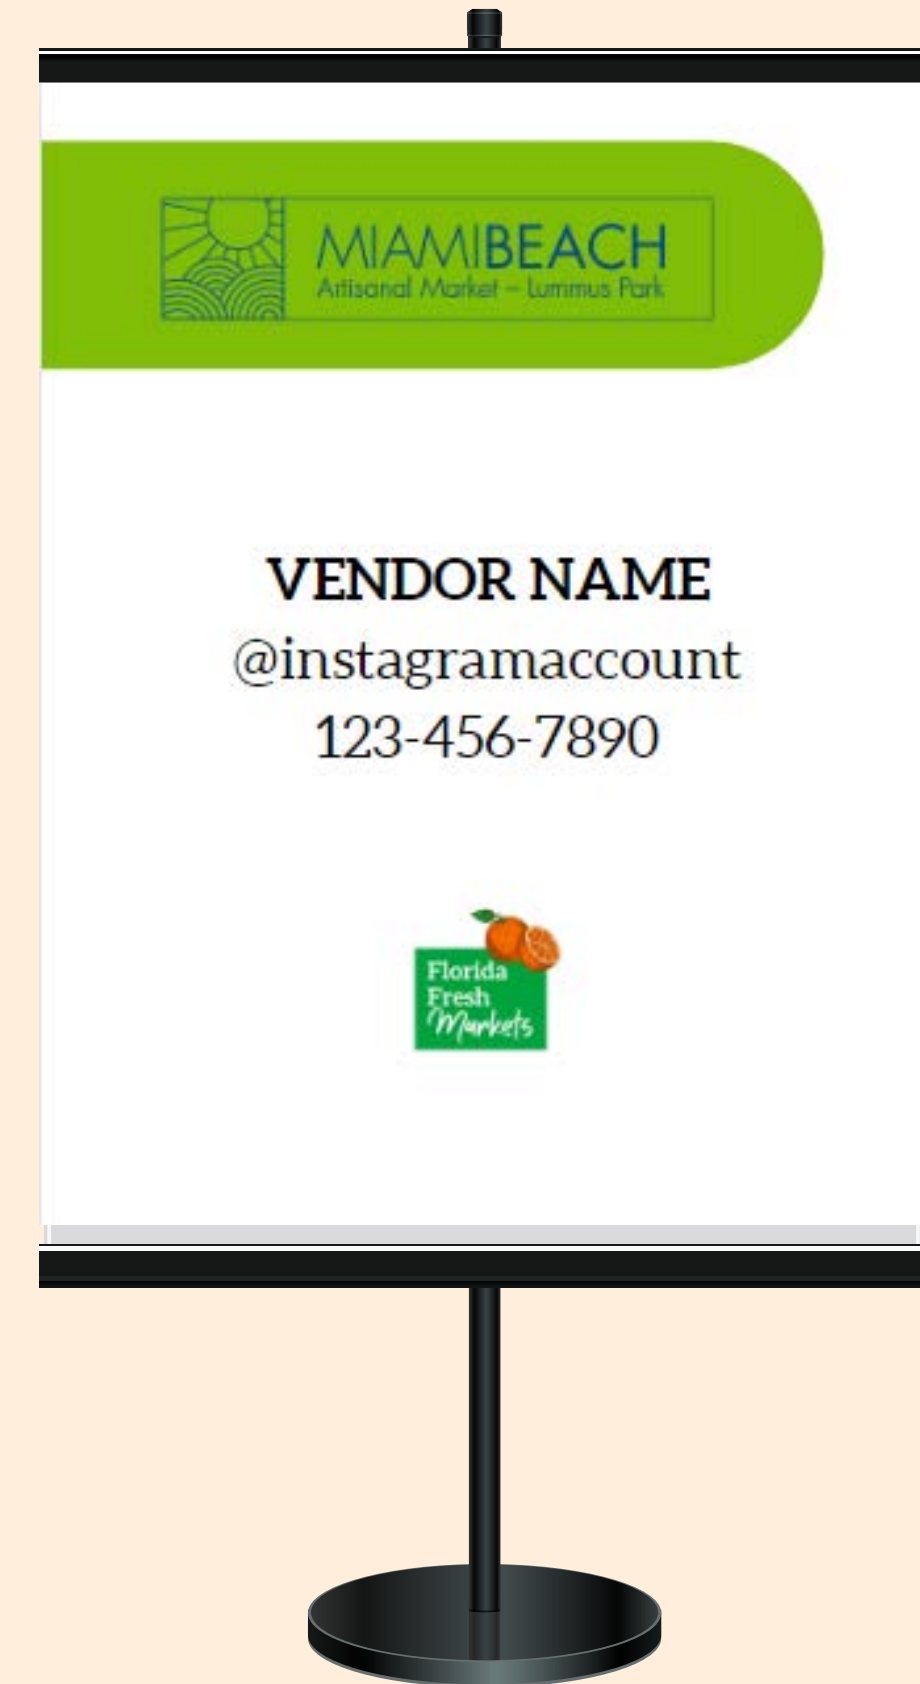 MIAMIBEACH
Artisanal Market – Lummus Park
VENDOR NAME
@instagramaccount
123-456-7890
Florida
Fresh
Markets